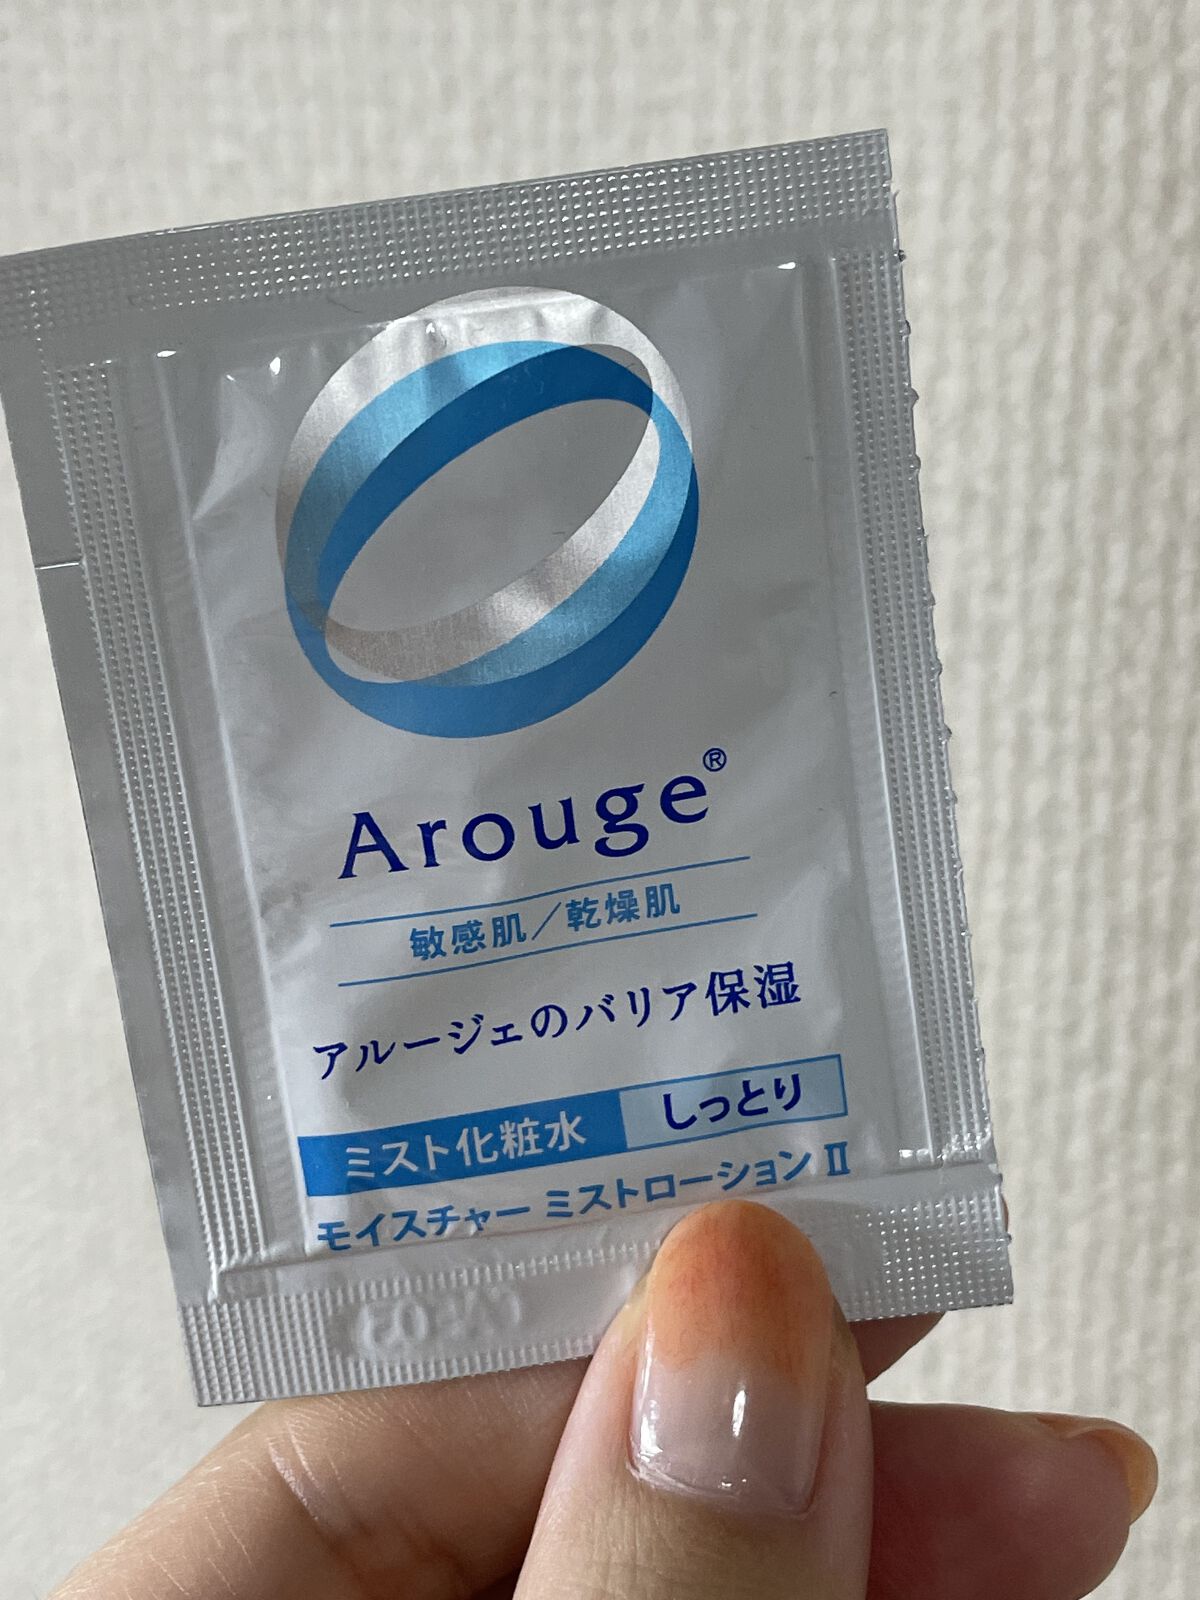 Arouge®
敏感肌／乾燥肌
アルージェのバリア保湿
ミスト化粧水 しっとり
モイスチャー ミストローション Ⅱ